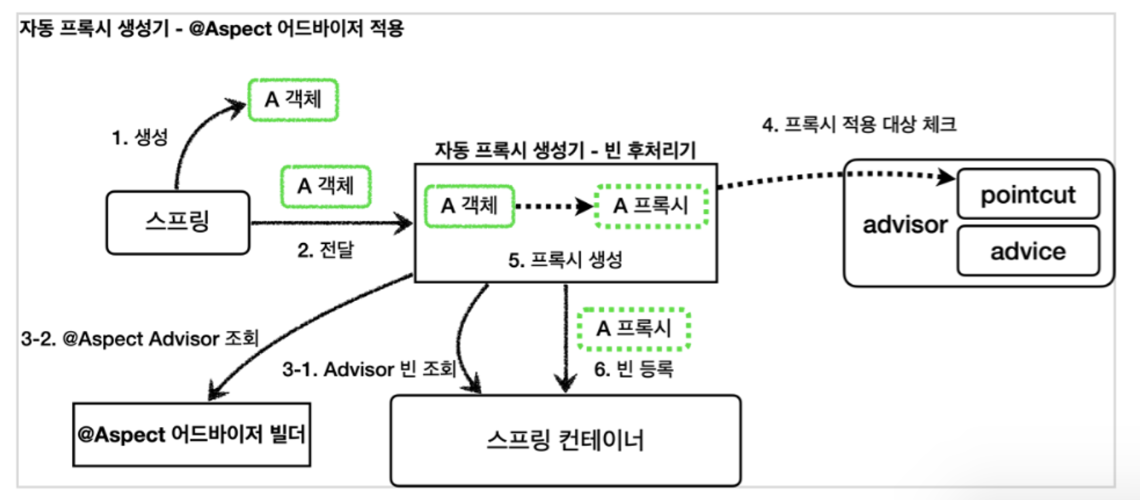 자동 프록시 생성기 - @Aspect 어드바이저 적용
A 객체
1. 생성
4. 프록시 적용 대상 체크
자동 프록시 생성기 - 빈 후처리기
A 객체
스프링
2. 전달
A 객체
A 프록시
5. 프록시 생성
advisor
pointcut
advice
3-2. @Aspect Advisor 조회
3-1. Advisor 빈 조회
A 프록시
6. 빈 등록
@Aspect 어드바이저 빌더
스프링 컨테이너